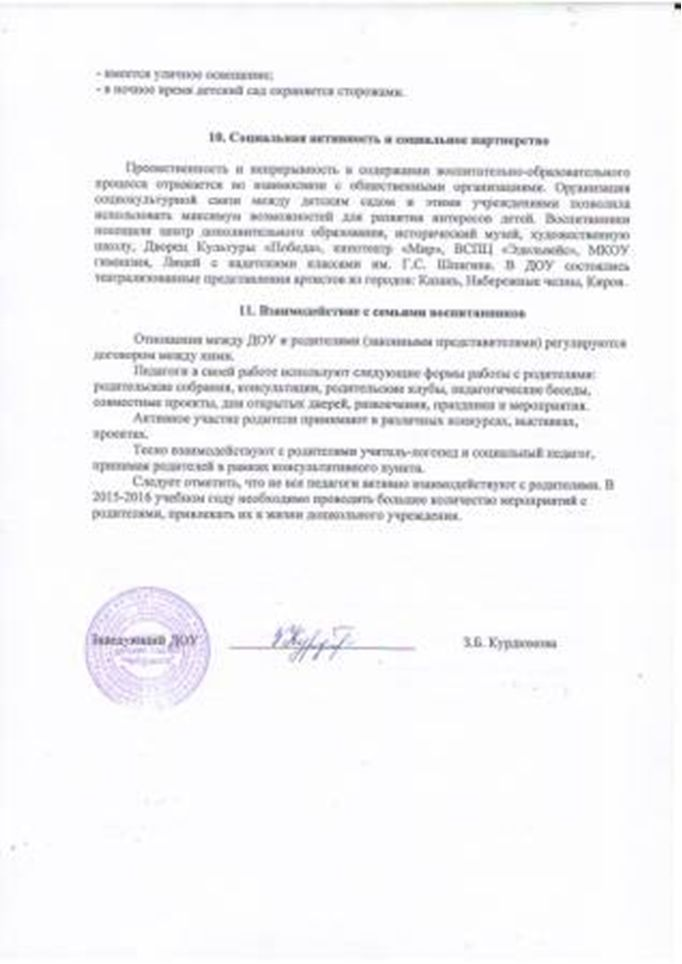 - имеется уличное освещение;
- в ночное время детский сад охраняется сторожами.
10. Социальная активность и социальное партнерство
Преемственность и непрерывность в содержании воспитательно-образовательного
процесса отражается во взаимосвязи с общественными организациями. Организация
социокультурной связи между детским садом и этими учреждениями позволила
использовать максимум возможностей для развития интересов детей. Воспитанники
посещали центр дополнительного образования, исторический музей, художественную
школу, Дворец Культуры «Победа», кинотеатр «Мир», ВСПЦ «Эдельвейс», МКОУ
гимназия, Лицей с кадетскими классами им. Г.С. Шпагина. В ДОУ состоялись
театрализованные представления артистов из городов: Казань, Набережные челны, Киров.
11. Взаимодействие с семьями воспитанников
Отношения между ДОУ и родителями (законными представителями) регулируются
договором между ними.
Педагоги в своей работе используют следующие формы работы с родителями:
родительские собрания, консультации, родительские клубы, педагогические беседы,
совместные проекты, дни открытых дверей, развлечения, праздники и мероприятия.
Активное участие родители принимают в различных конкурсах, выставках,
проектах.
Тесно взаимодействуют с родителями учитель-логопед и социальный педагог,
принимая родителей в рамках консультативного пункта.
Следует отметить, что не все педагоги активно взаимодействуют с родителями. В
2015-2016 учебном году необходимо проводить большее количество мероприятий с
родителями, привлекать их к жизни дошкольного учреждения.
Заведующий ДОУ З.Б. Курдюмова